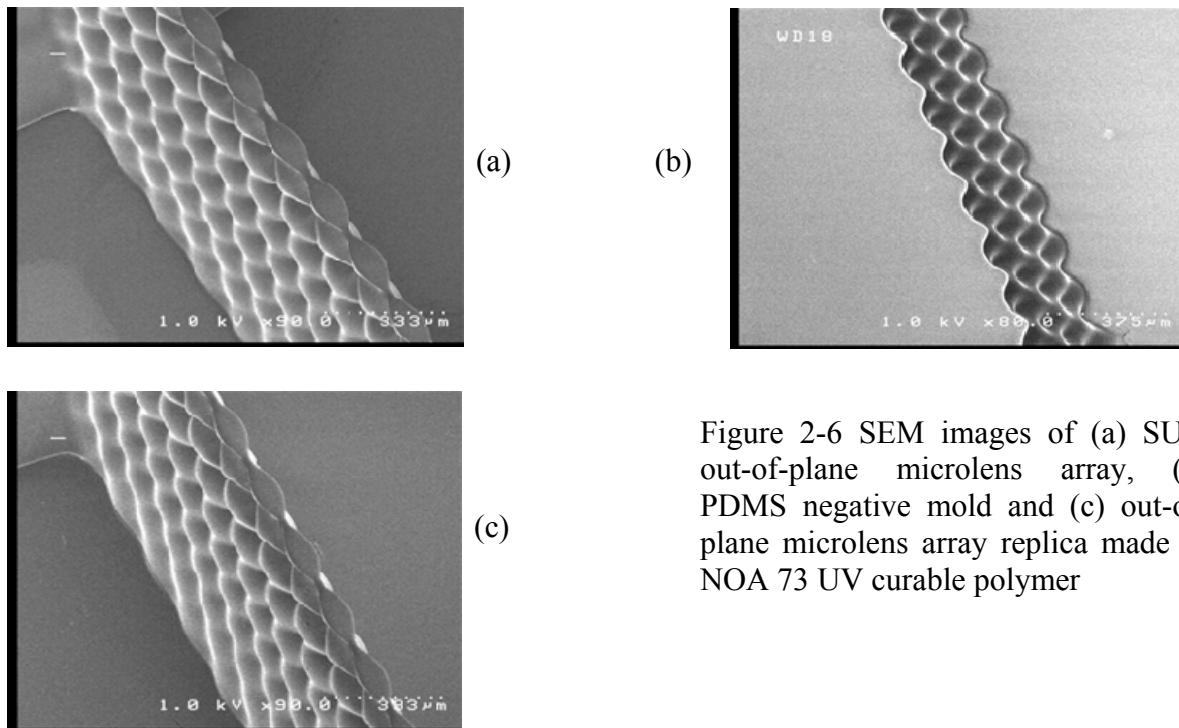 (a)
1.0 kV x90.0 333µm
(b)
WD18
1.0 kV x80.0 375µm
(c)
1.0 kV x90.0 333µm
Figure 2-6 SEM images of (a) SU
out-of-plane microlens array, (
PDMS negative mold and (c) out-o
plane microlens array replica made
NOA 73 UV curable polymer